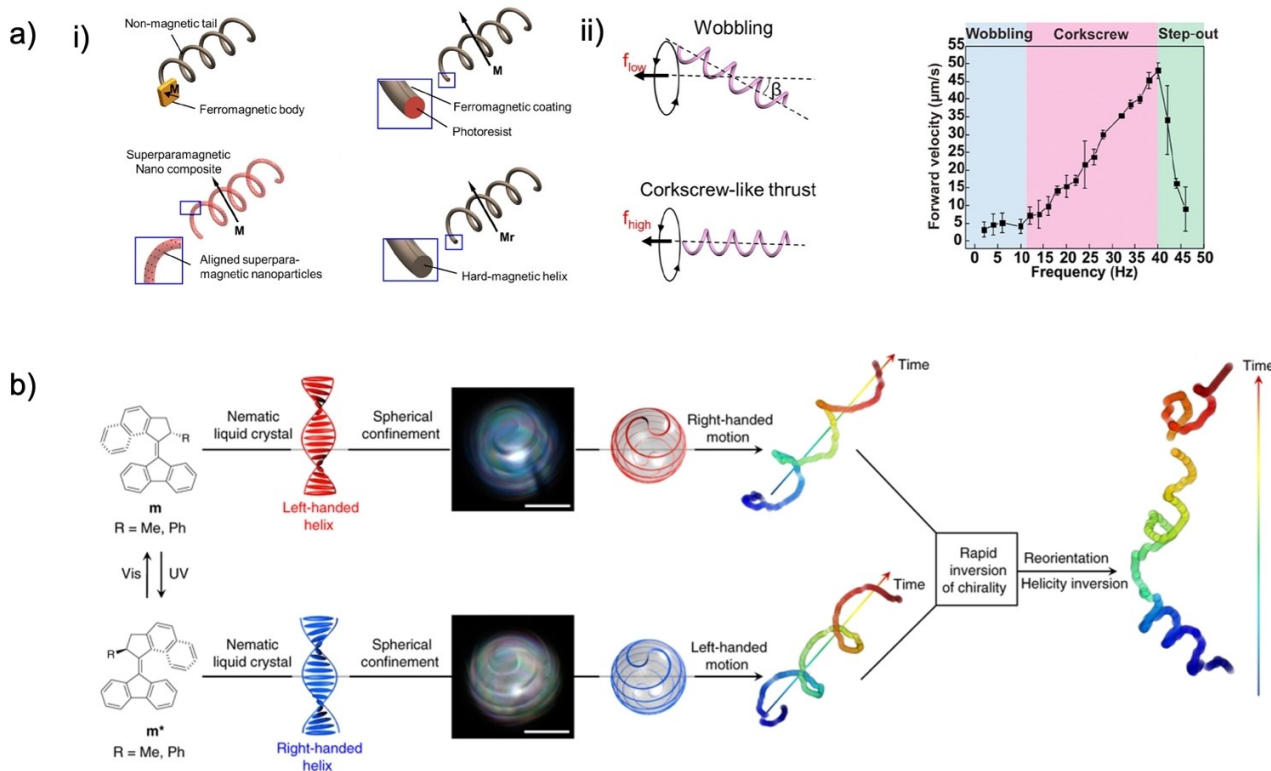 a)
i)
Non-magnetic tail
M
Ferromagnetic body
M
Ferromagnetic coating
Photoresist
Superparamagnetic
Nano composite
M
Aligned superpara-
magnetic nanoparticles
Mr
Hard-magnetic helix
ii)
Wobbling
f low
β
Corkscrew-like thrust
f high
Wobbling Corkscrew Step-out
Forward velocity (µm/s)
55
50
45
40
35
30
25
20
15
10
5
0
0 5 10 15 20 25 30 35 40 45 50
Frequency (Hz)
b)
R
m
R = Me, Ph
Vis UV
R
m*
R = Me, Ph
Nematic
liquid crystal
Left-handed
helix
Spherical
confinement
Right-handed
motion
Time
Nematic
liquid crystal
Right-handed
helix
Spherical
confinement
Left-handed
motion
Time
Rapid
inversion
of chirality
Reorientation
Helicity inversion
Time